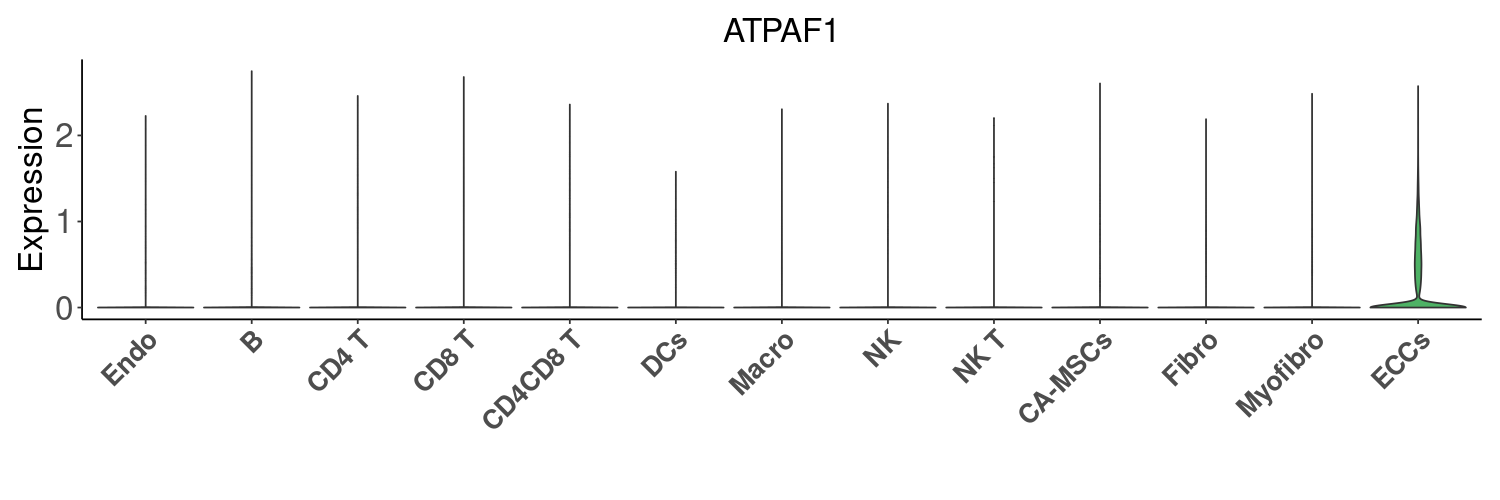 ATPAF1
Expression
2
1
0
Endo
B
CD4 T
CD8 T
CD4CD8 T
DCs
Macro
NK
NK T
CA-MSCs
Fibro
Myofibro
ECCs